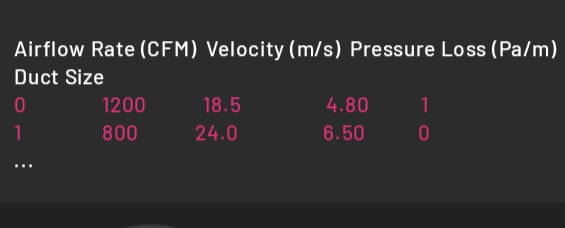 Airflow Rate (CFM) Velocity (m/s) Pressure Loss (Pa/m)
Duct Size
0 1200 18.5 4.80 1
1 800 24.0 6.50 0
...